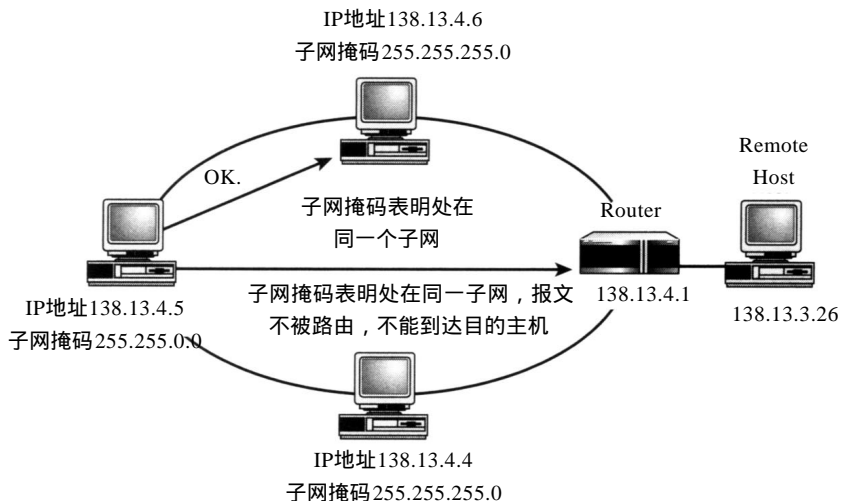 IP地址138.13.4.6
子网掩码255.255.255.0
OK.
子网掩码表明处在
同一个子网
Remote
Host
Router
IP地址138.13.4.5
子网掩码255.255.0.0
子网掩码表明处在同一子网，报文
不被路由，不能到达目的主机
138.13.4.1
138.13.3.26
IP地址138.13.4.4
子网掩码255.255.255.0